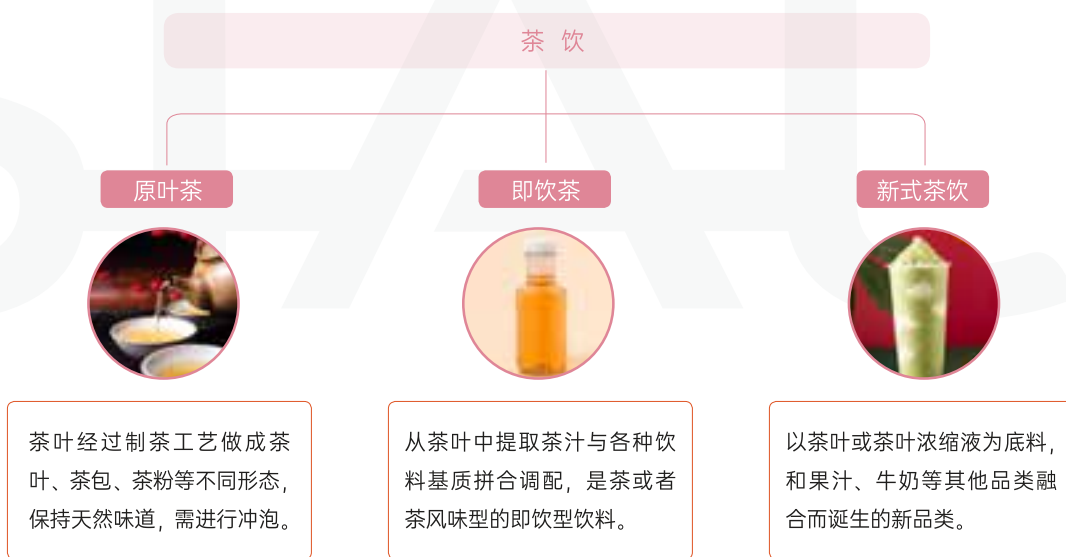 茶 饮
原叶茶
即饮茶
新式茶饮
茶叶经过制茶工艺做成茶
叶、茶包、茶粉等不同形态，
保持天然味道，需进行冲泡。
从茶叶中提取茶汁与各种饮
料基质拼合调配，是茶或者
茶风味型的即饮型饮料。
以茶叶或茶叶浓缩液为底料，
和果汁、牛奶等其他品类融
合而诞生的新品类。